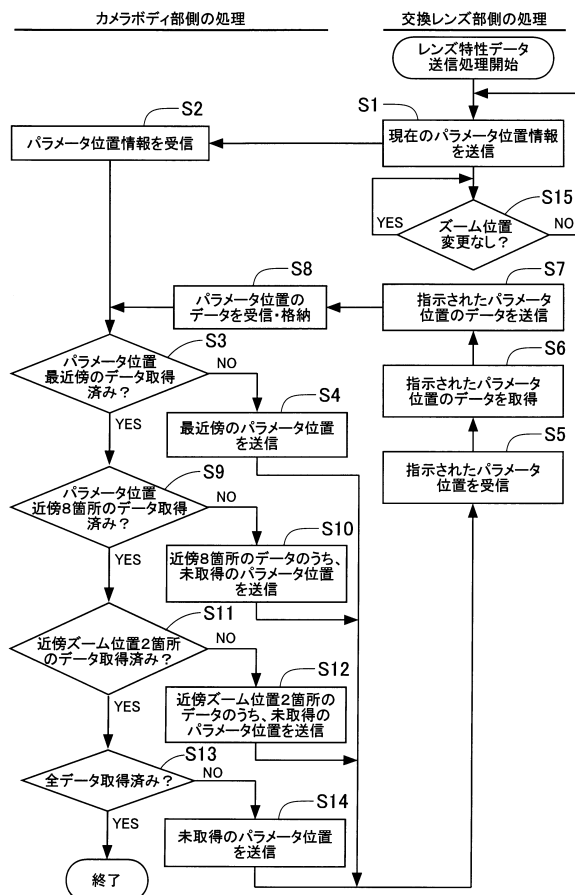 カメラボディ部側の処理
交換レンズ部側の処理
レンズ特性データ
送信処理開始
S1
現在のパラメータ位置情報
を送信
S2
パラメータ位置情報を受信
S15
ズーム位置
変更なし?
YES
NO
S8
パラメータ位置の
データを受信・格納
S7
指示されたパラメータ
位置のデータを送信
S3
パラメータ位置
最近傍のデータ取得
済み?
NO
YES
S6
指示されたパラメータ
位置のデータを取得
S4
最近傍のパラメータ位置
を送信
S5
指示されたパラメータ
位置を受信
S9
パラメータ位置
近傍8箇所のデータ取得
済み?
NO
YES
S10
近傍8箇所のデータのうち、
未取得のパラメータ位置
を送信
S11
近傍ズーム位置2箇所
のデータ取得済み?
NO
YES
S12
近傍ズーム位置2箇所の
データのうち、未取得の
パラメータ位置を送信
S13
全データ取得済み?
NO
YES
S14
未取得のパラメータ位置
を送信
終了